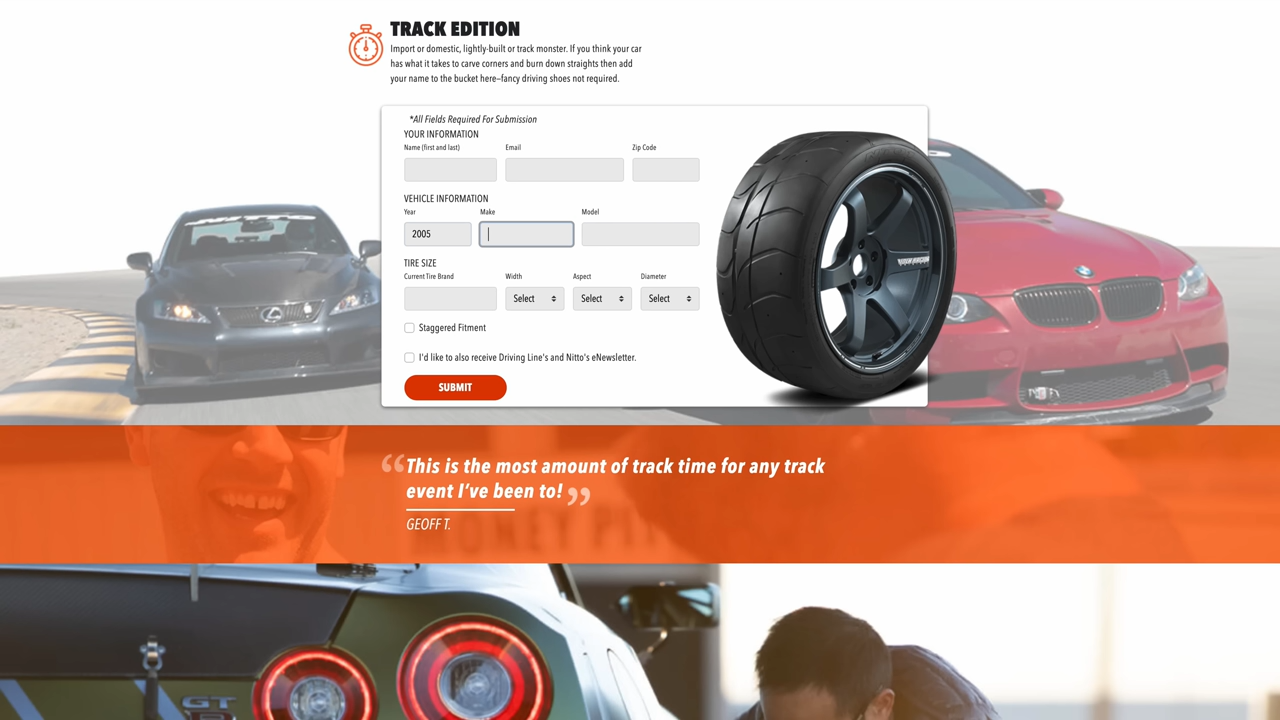 TRACK EDITION
Import or domestic, lightly-built or track monster. If you think your car
has what it takes to carve corners and burn down straights then add
your name to the bucket here—fancy driving shoes not required.
*All Fields Required For Submission
YOUR INFORMATION
Name (first and last) Email Zip Code
VEHICLE INFORMATION
Year Make Model
2005
TIRE SIZE
Current Tire Brand Width Aspect Diameter
Select Select Select
Staggered Fitment
I'd like to also receive Driving Line's and Nitto's eNewsletter.
SUBMIT
NITTO
“This is the most amount of track time for any track
event I’ve been to!”
GEOFF T.
GT